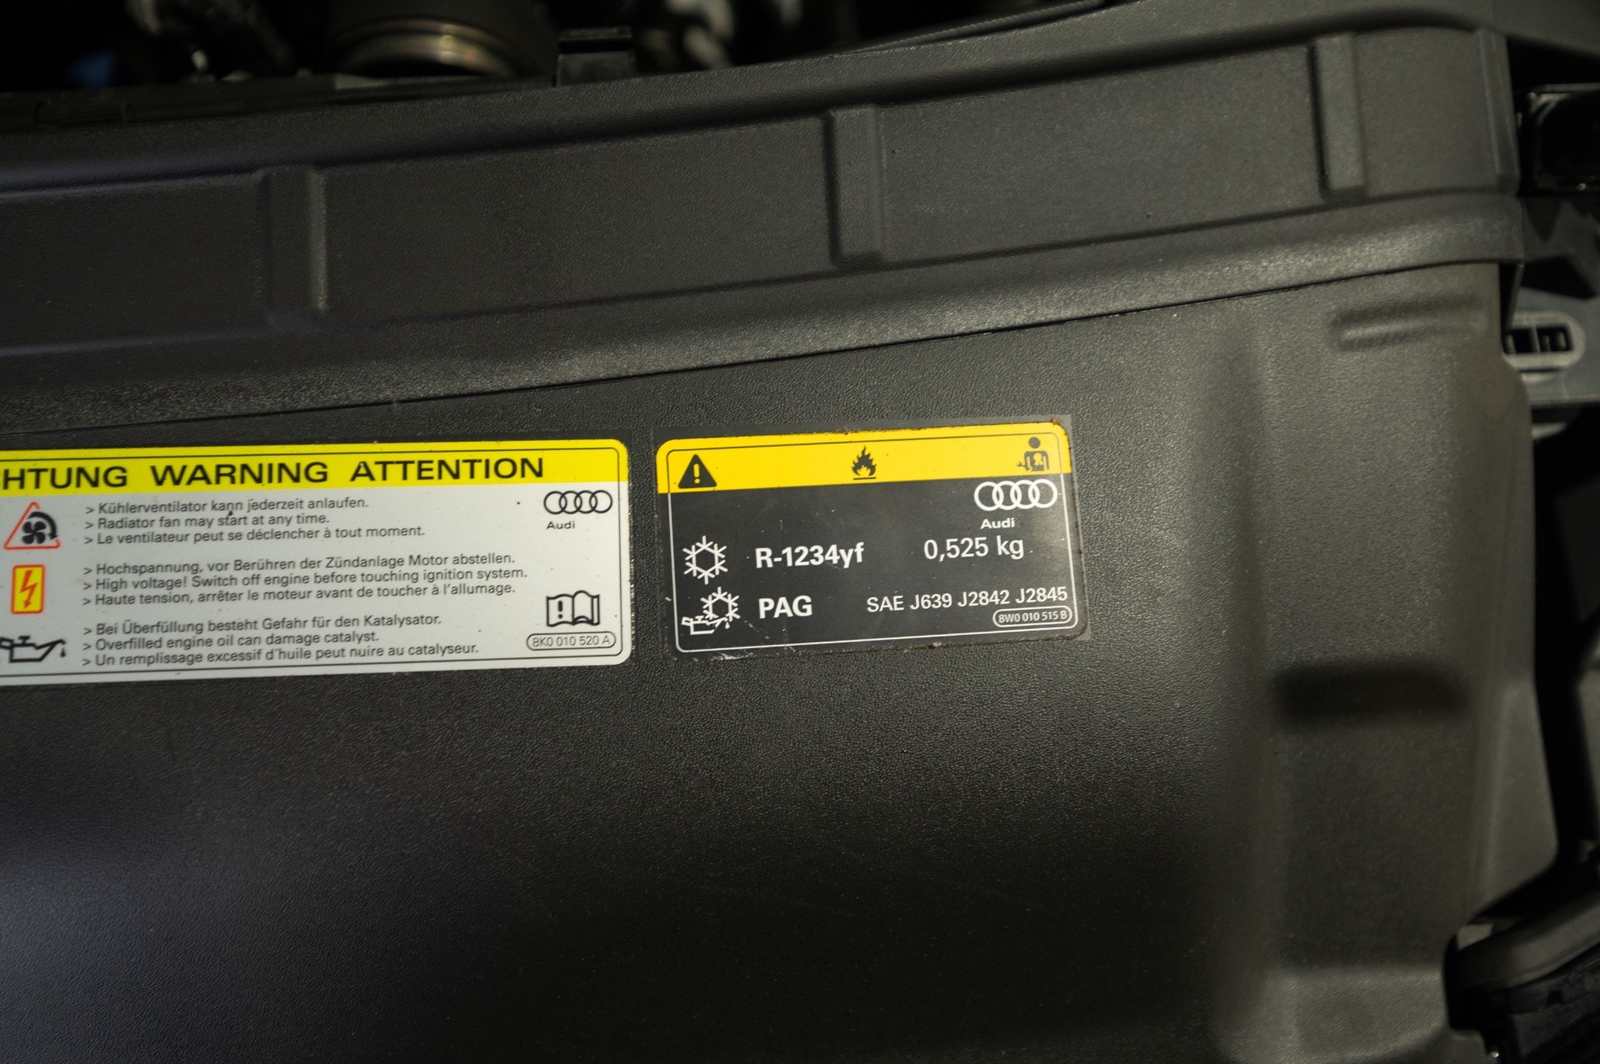 HTUNG WARNING ATTENTION
> Kühlerventilator kann jederzeit anlaufen.
> Radiator fan may start at any time.
> Le ventilateur peut se déclencher à tout moment.
Audi
> Hochspannung, vor Berühren der Zündanlage Motor abstellen.
> High voltage! Switch off engine before touching ignition system.
> Haute tension, arrêter le moteur avant de toucher à l'allumage.
> Bei Überfüllung besteht Gefahr für den Katalysator.
> Overfilled engine oil can damage catalyst.
> Un remplissage excessif d'huile peut nuire au catalyseur.
8K0 010 520 A
Audi
R-1234yf 0,525 kg
PAG SAE J639 J2842 J2845
8W0 010 515 B